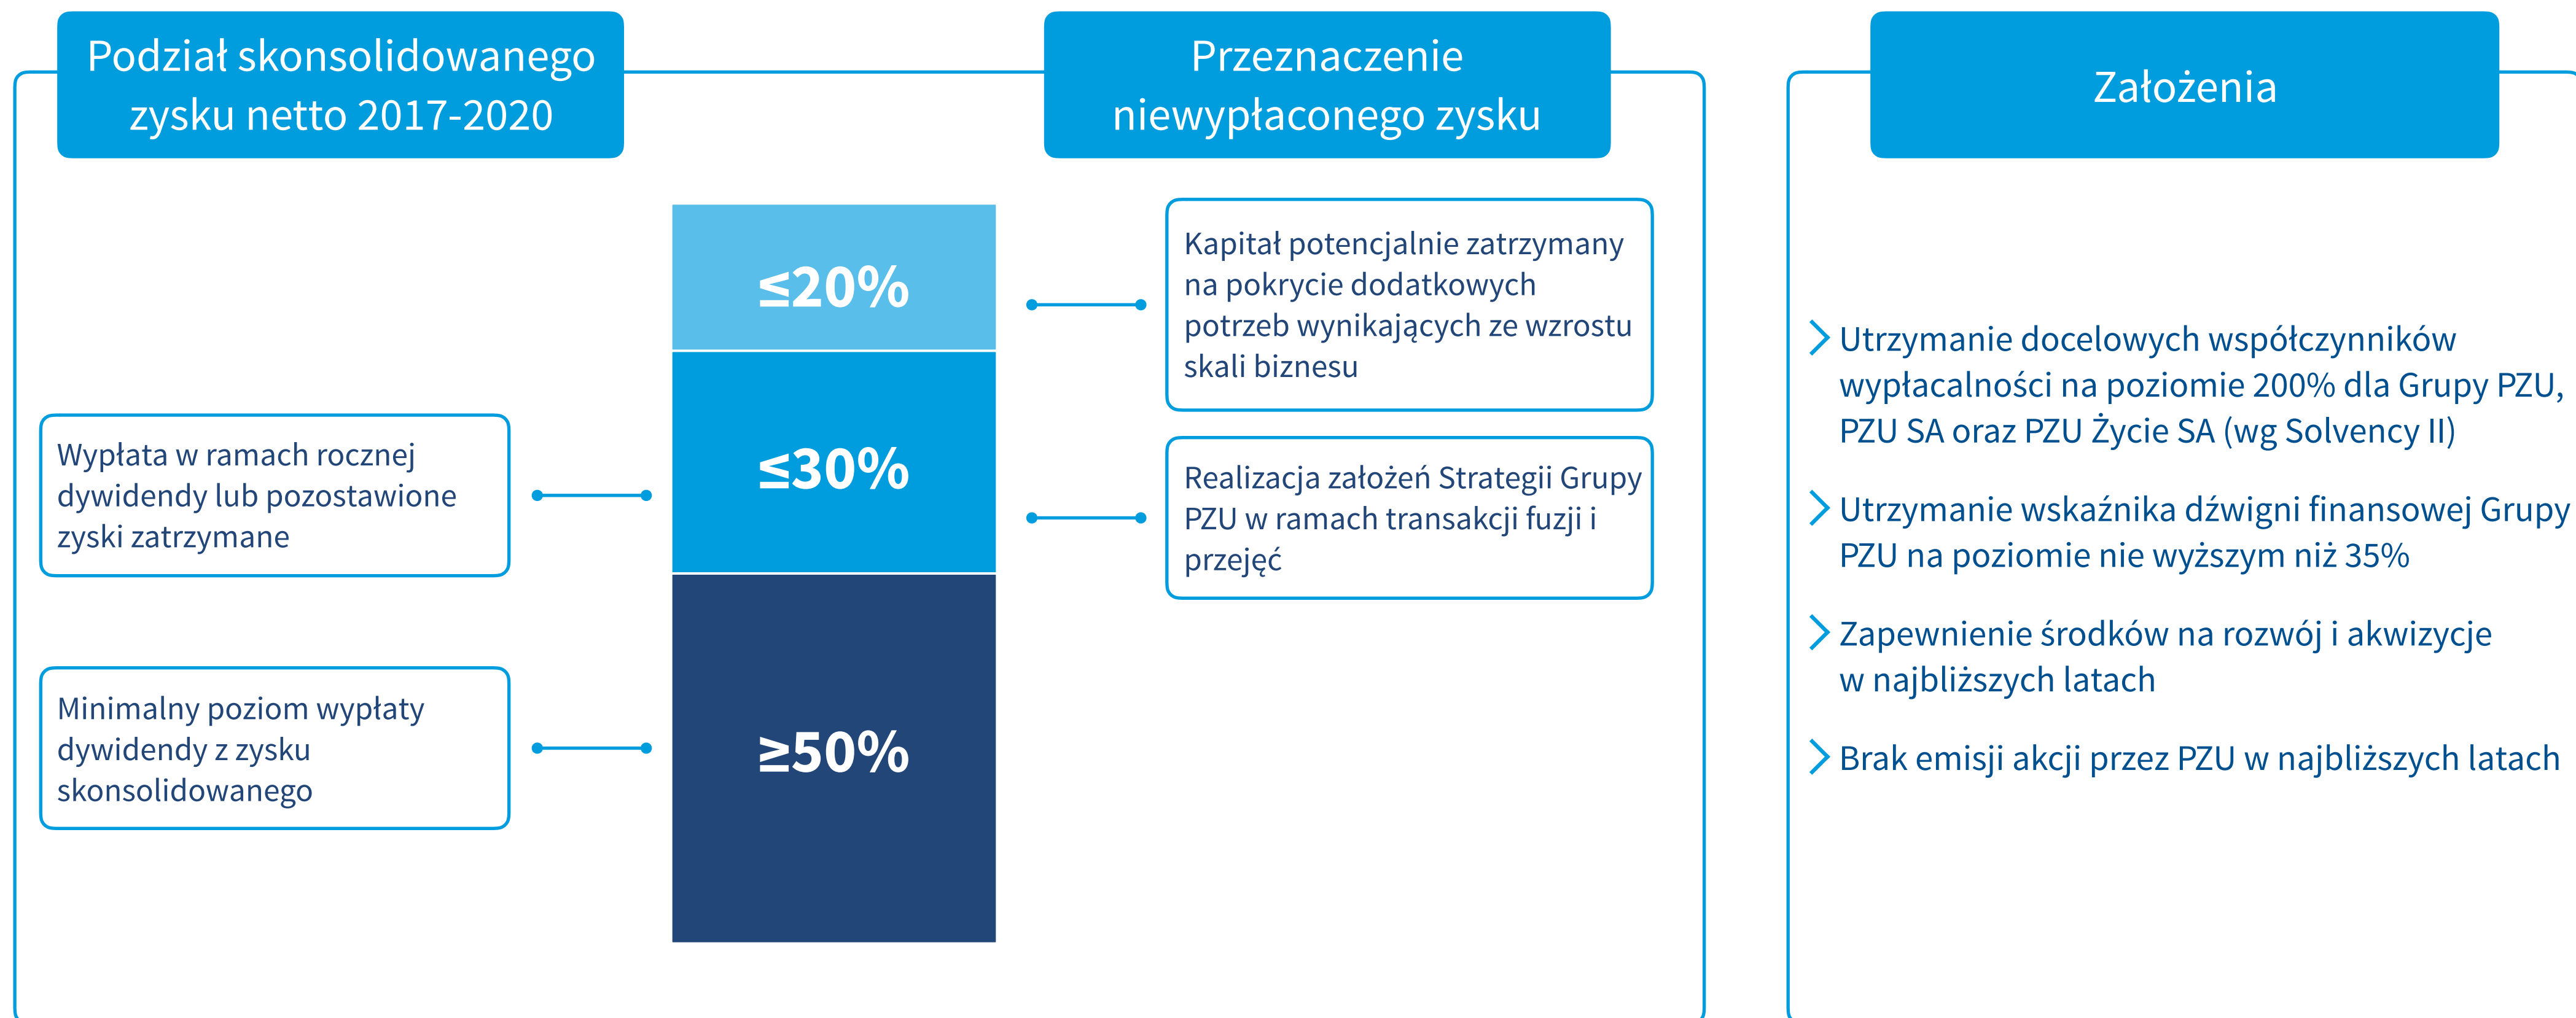 Podział skonsolidowanego
zysku netto 2017-2020
Przeznaczenie
niewypłaconego zysku
Założenia
≤20%
≤30%
≥50%
Wypłata w ramach rocznej
dywidendy lub pozostawione
zyski zatrzymane
Minimalny poziom wypłaty
dywidendy z zysku
skonsolidowanego
Kapitał potencjalnie zatrzymany
na pokrycie dodatkowych
potrzeb wynikających ze wzrostu
skali biznesu
Realizacja założeń Strategii Grupy
PZU w ramach transakcji fuzji i
przejęć
Utrzymanie docelowych współczynników
wypłacalności na poziomie 200% dla Grupy PZU,
PZU SA oraz PZU Życie SA (wg Solvency II)
Utrzymanie wskaźnika dźwigni finansowej Grupy
PZU na poziomie nie wyższym niż 35%
Zapewnienie środków na rozwój i akwizycje
w najbliższych latach
Brak emisji akcji przez PZU w najbliższych latach